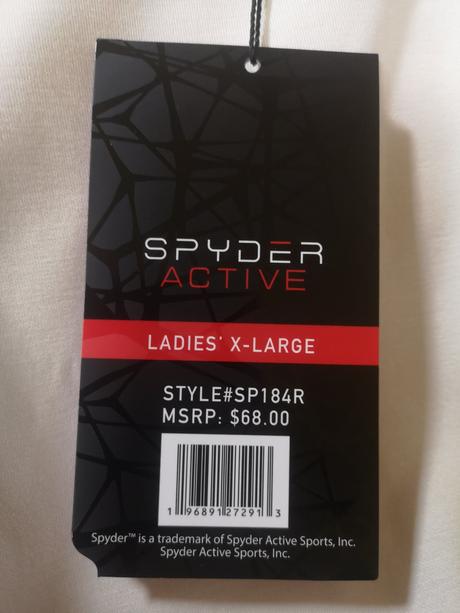 SPYDER
ACTIVE
LADIES' X-LARGE
STYLE#SP184R
MSRP: $68.00
1 96891 27291 3
Spyder™ is a trademark of Spyder Active Sports, Inc.
Spyder Active Sports, Inc.